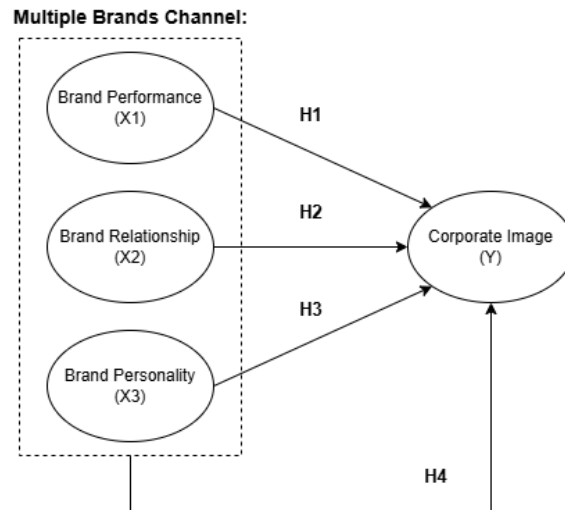 Multiple Brands Channel:
Brand Performance
(X1)
H1
Brand Relationship
(X2)
H2
Corporate Image
(Y)
H3
Brand Personality
(X3)
H4